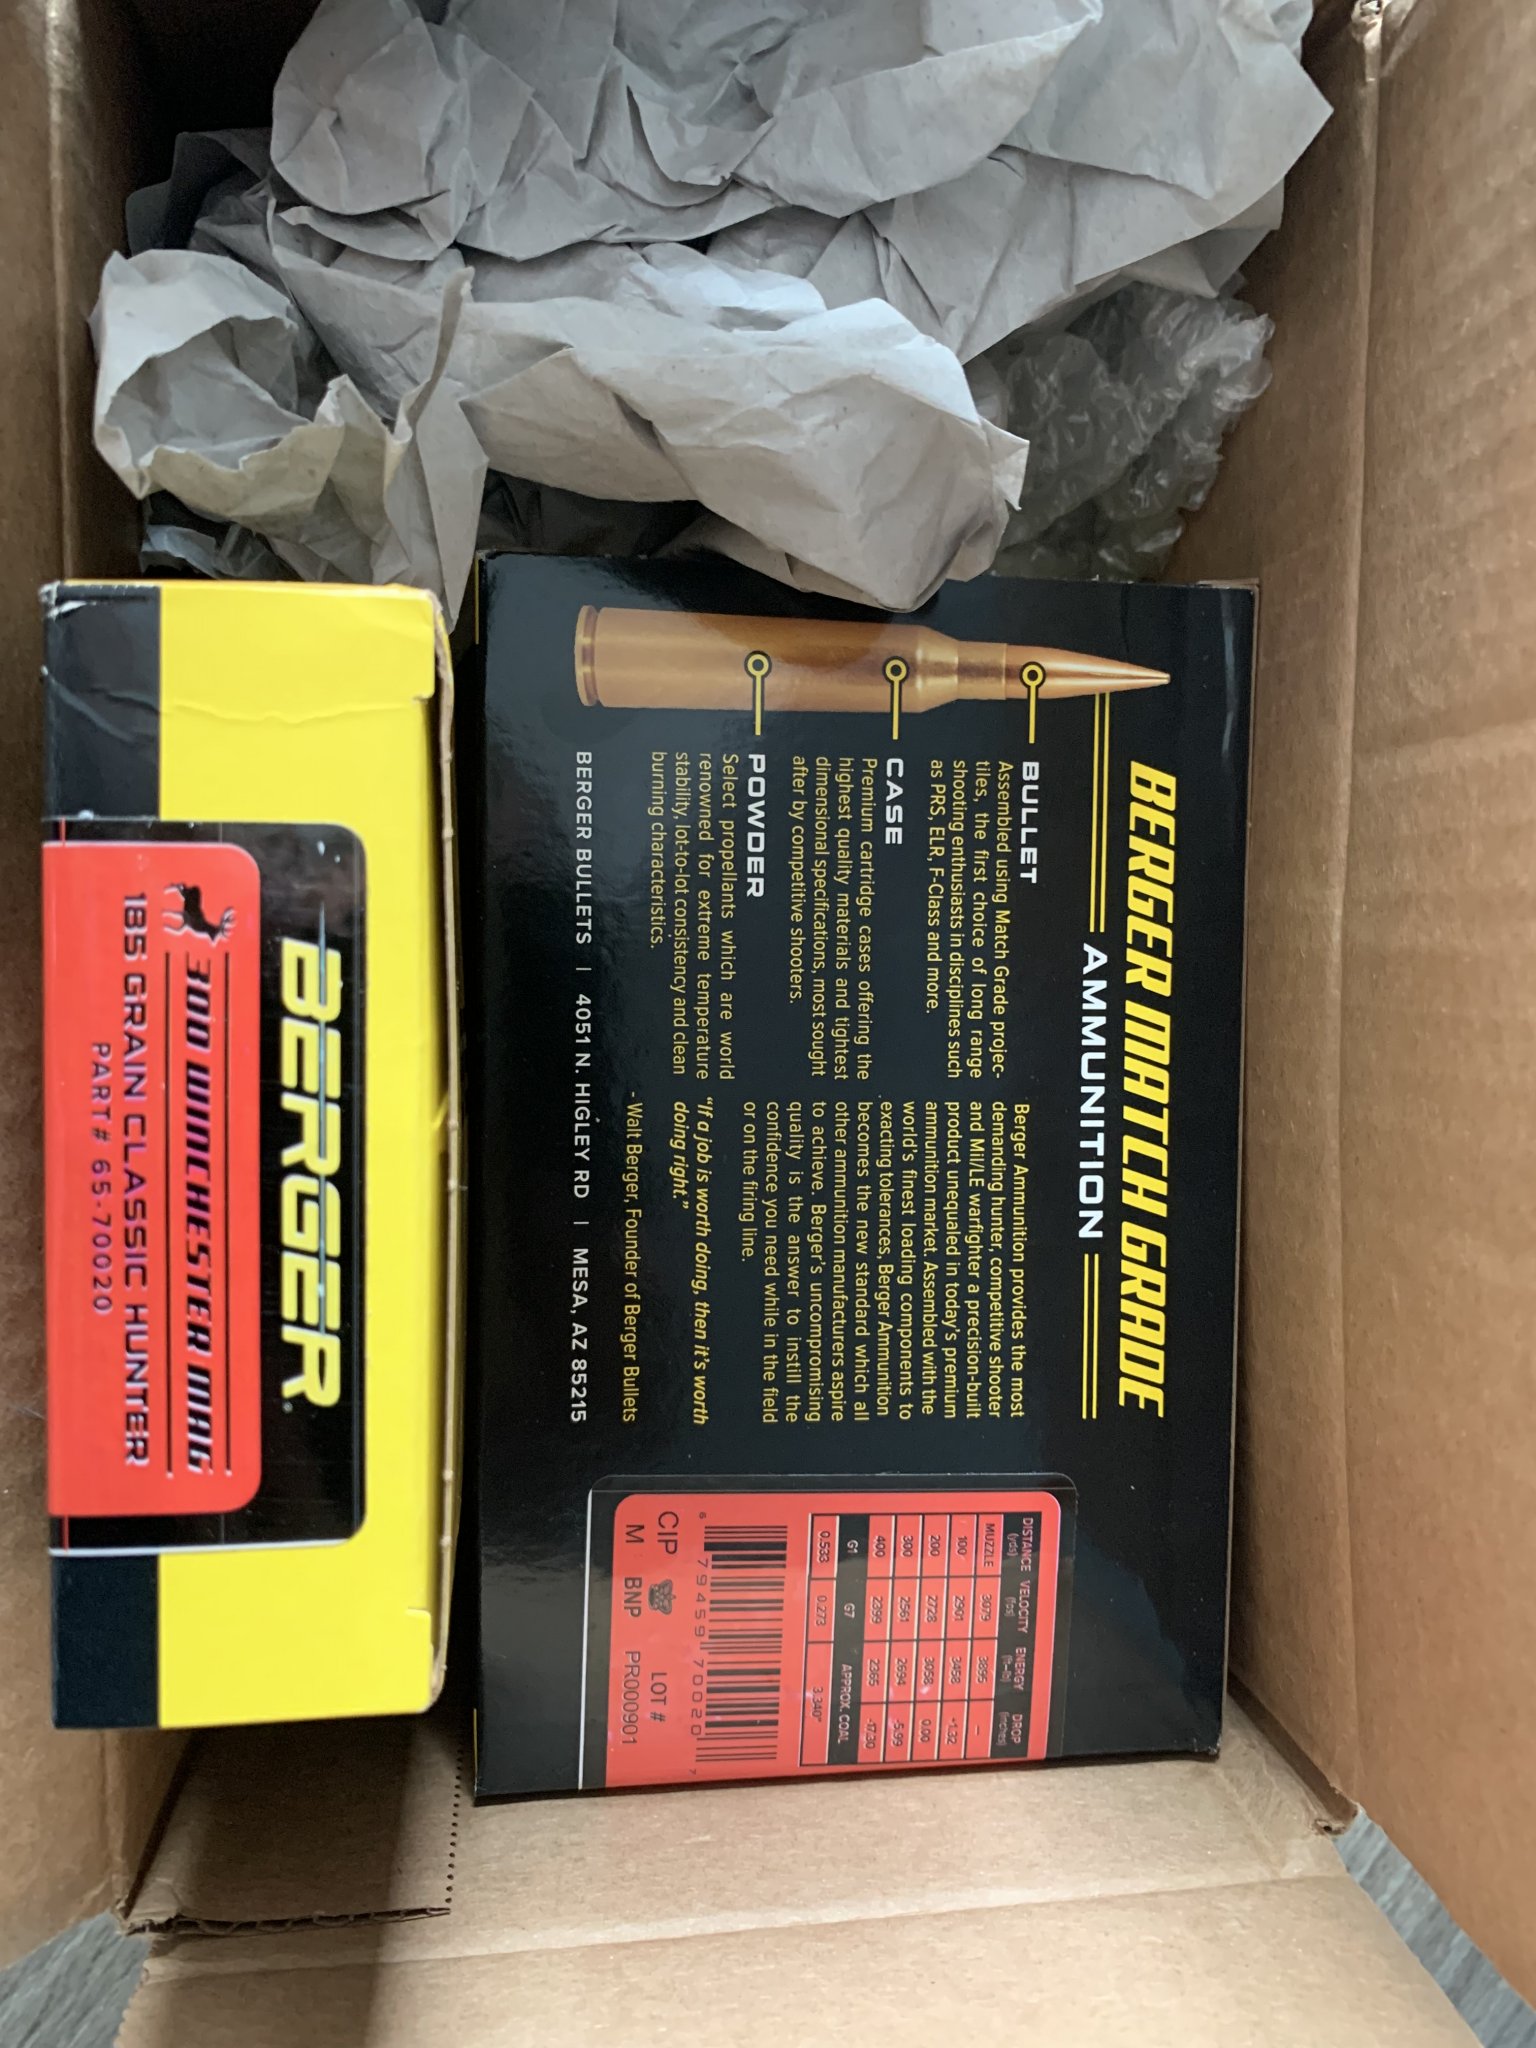 BERGER MATCH GRADE
AMMUNITION
BULLET
Assembled using Match Grade projec-
tiles, the first choice of long range
shooting enthusiasts in disciplines such
as PRS, ELR, F-Class and more.
CASE
Premium cartridge cases offering the
highest quality materials and tightest
dimensional specifications, most sought
after by competitive shooters.
POWDER
Select propellants which are world
renowned for extreme temperature
stability, lot-to-lot consistency and clean
burning characteristics.
Berger Ammunition provides the most
demanding hunter, competitive shooter
and Mil/LE warfighter a precision-built
product unequaled in today's premium
ammunition market. Assembled with the
world's finest loading components to
exacting tolerances, Berger Ammunition
becomes the new standard which all
other ammunition manufacturers aspire
to achieve. Berger's uncompromising
quality is the answer to instill the
confidence you need while in the field
or on the firing line.
"If a job is worth doing, then it's worth
doing right."
- Walt Berger, Founder of Berger Bullets
BERGER BULLETS | 4051 N. HIGLEY RD | MESA, AZ 85215
DISTANCE VELOCITY ENERGY DROP
(yds) (fps) (ft-lb) (inches)
MUZZLE 3079 3895 –
100 2901 3458 +1.32
200 2728 3058 0.00
300 2561 2694 -5.99
400 2399 2365 -17.30
G1 G7 APPROX. COAL
0.533 0.273 3.340"
6 79459 70020 7
CIP LOT #
M BNP PR000901
BERGER®
300 WINCHESTER MAG
185 GRAIN CLASSIC HUNTER
PART# 65-70020